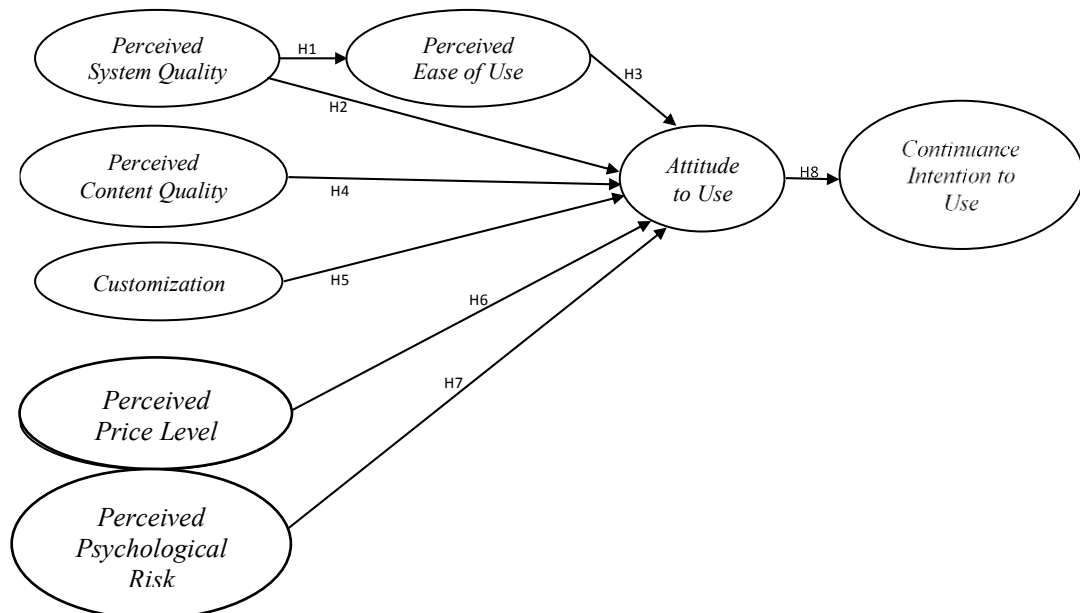 Perceived
System Quality
H1
Perceived
Ease of Use
H3
H2
Perceived
Content Quality
H4
Attitude
to Use
H8
Continuance
Intention to
Use
Customization
H5
H6
Perceived
Price Level
H7
Perceived
Psychological
Risk